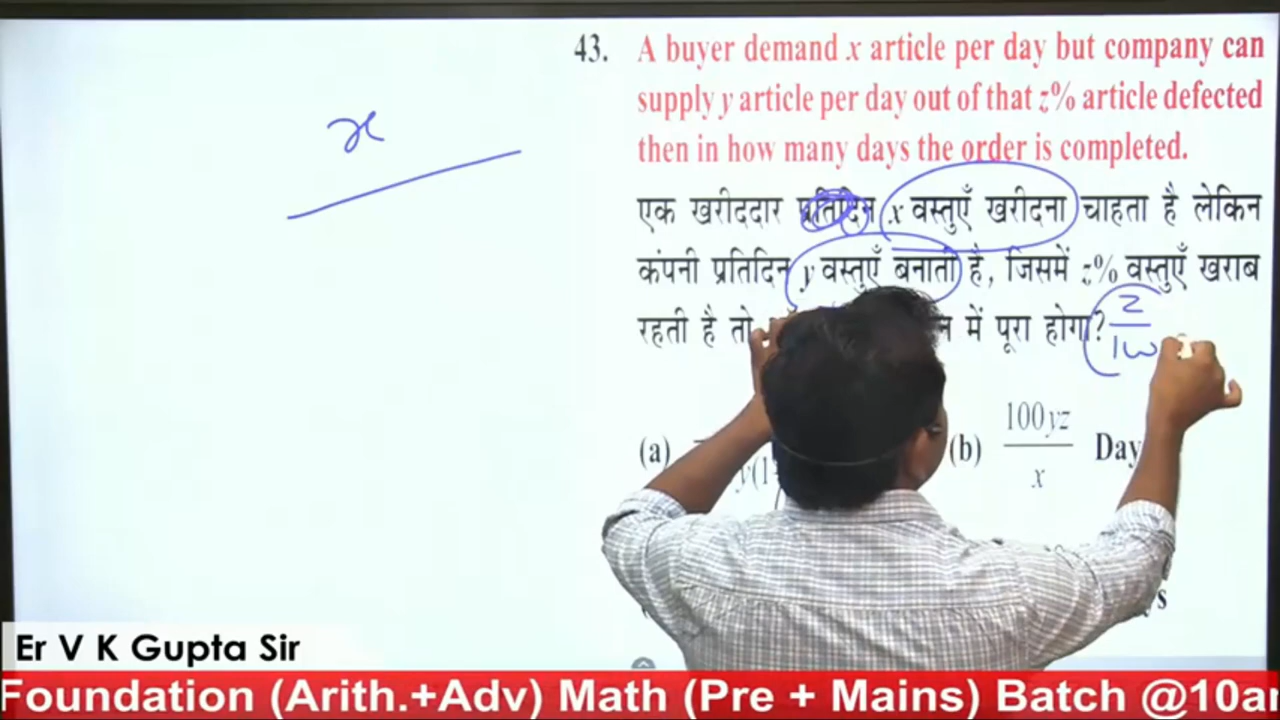 x
43. A buyer demand x article per day but company can
supply y article per day out of that z% article defected
then in how many days the order is completed.
एक खरीददार प्रतिदिन x वस्तुएँ खरीदना चाहता है लेकिन
कंपनी प्रतिदिन y वस्तुएँ बनाती है, जिसमें z% वस्तुएँ खराब
रहती है तो में पूरा होगा?
z/100
(a) y(1
(b) 100yz/x Day
Er V K Gupta Sir
Foundation (Arith.+Adv) Math (Pre + Mains) Batch @10a